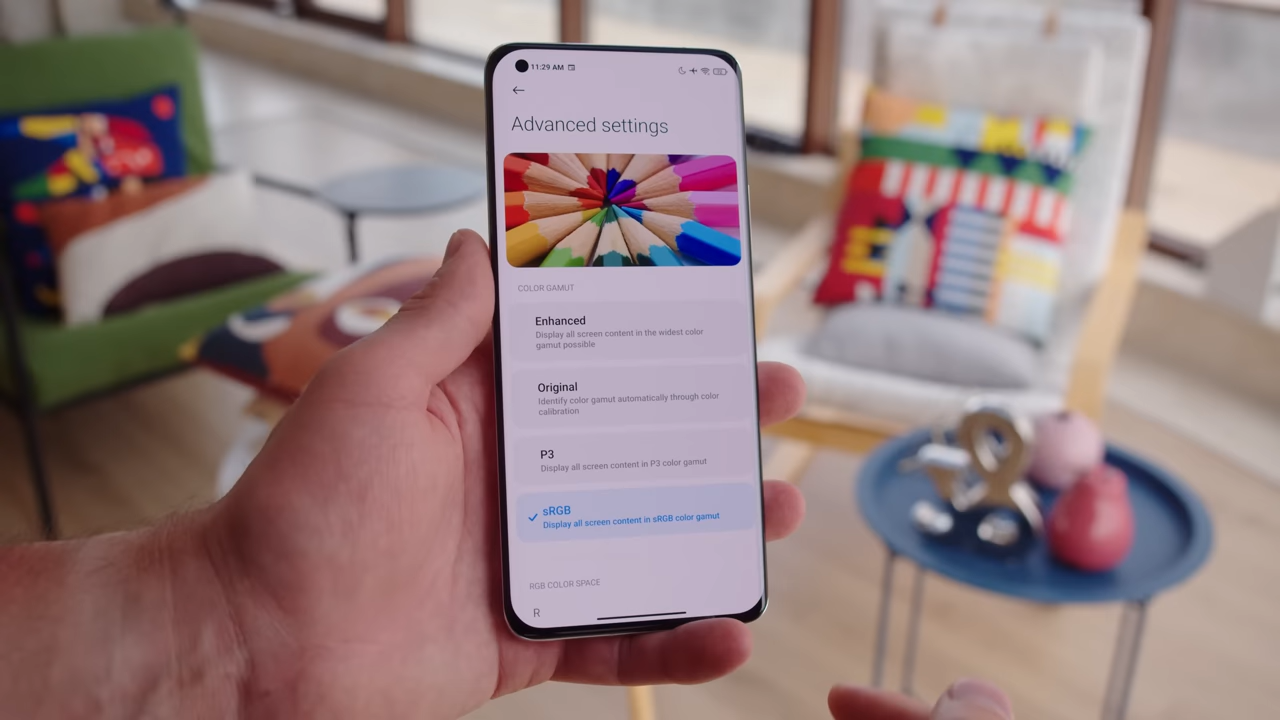 11:29 AM
Advanced settings
COLOR GAMUT
Enhanced
Display all screen content in the widest color
gamut possible
Original
Identify color gamut automatically through color
calibration
P3
Display all screen content in P3 color gamut
sRGB
Display all screen content in sRGB color gamut
RGB COLOR SPACE
R